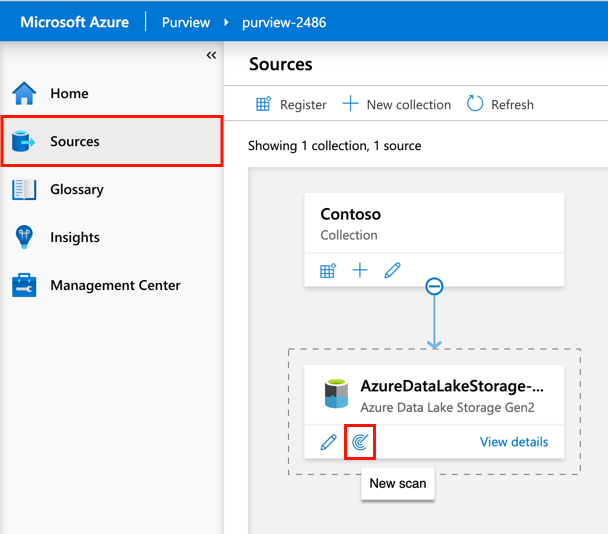 Microsoft Azure Purview purview-2486
Home
Sources
Glossary
Insights
Management Center
Sources
Register New collection Refresh
Showing 1 collection, 1 source
Contoso
Collection
AzureDataLakeStorage-...
Azure Data Lake Storage Gen2
View details
New scan